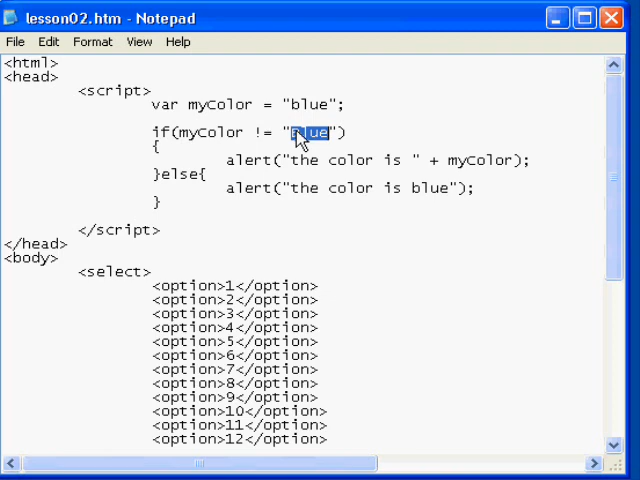 lesson02.htm - Notepad
File Edit Format View Help
<html>
<head>
<script>
var myColor = "blue";
if(myColor != "blue")
{
alert("the color is " + myColor);
}else{
alert("the color is blue");
}
</script>
</head>
<body>
<select>
<option>1</option>
<option>2</option>
<option>3</option>
<option>4</option>
<option>5</option>
<option>6</option>
<option>7</option>
<option>8</option>
<option>9</option>
<option>10</option>
<option>11</option>
<option>12</option>